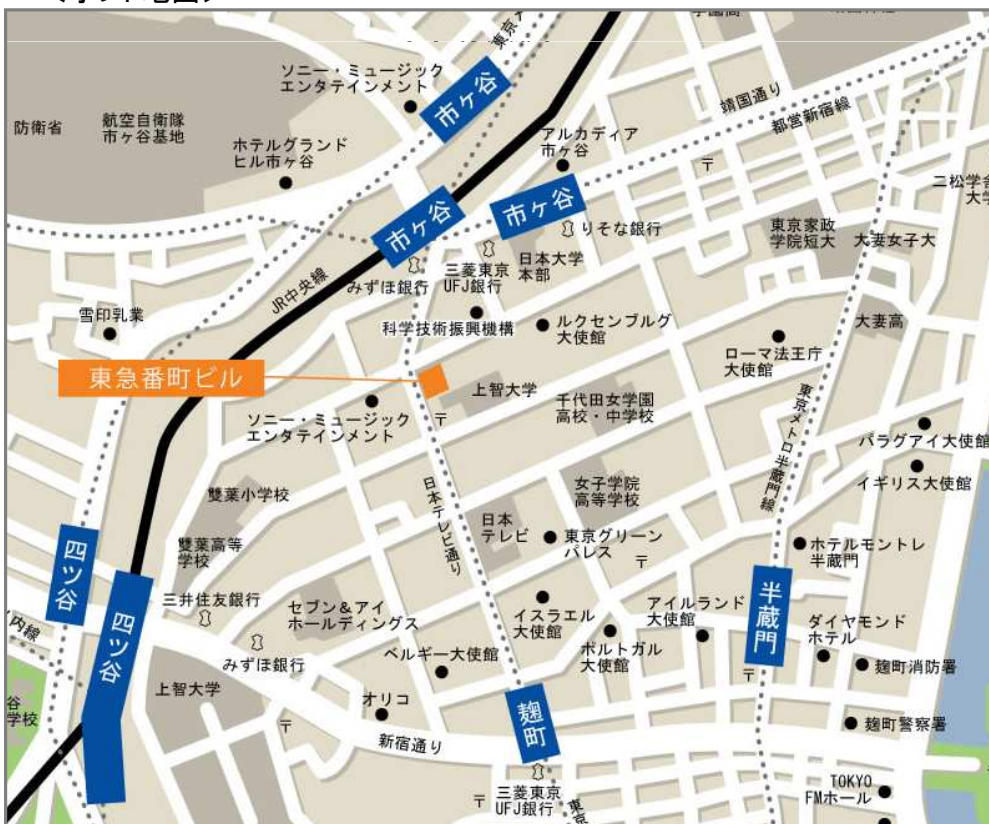 東京メ
ソニー・ミュージック
エンタテインメント
市ヶ谷
靖国通り
都営新宿線
防衛省
航空自衛隊
市ヶ谷基地
ホテルグランド
ヒル市ヶ谷
アルカディア
市ヶ谷
〒
二松学舎
大学
市ヶ谷
市ヶ谷
りそな銀行
東京家政
学院短大
大妻女子大
日本大学
本部
三菱東京
UFJ銀行
みずほ銀行
JR中央線
雪印乳業
科学技術振興機構
ルクセンブルグ
大使館
大妻高
ローマ法王庁
大使館
東急番町ビル
上智大学
千代田女学園
高校・中学校
東京メトロ半蔵門線
ソニー・ミュージック
エンタテインメント
〒
パラグアイ大使館
イギリス大使館
雙葉小学校
日本テレビ通り
女子学院
高等学校
日本
テレビ
東京グリーン
パレス
〒
ホテルモントレ
半蔵門
雙葉高等
学校
四ツ谷
四ツ谷
半蔵門
三井住友銀行
セブン&アイ
ホールディングス
イスラエル
大使館
アイルランド
大使館
ダイヤモンド
ホテル
内線
みずほ銀行
ベルギー大使館
ポルトガル
大使館
麹町消防署
〒
谷
学校
上智大学
オリコ
〒
新宿通り
麹町
麹町警察署
三菱東京
UFJ銀行
〒
東京
TOKYO
FMホール